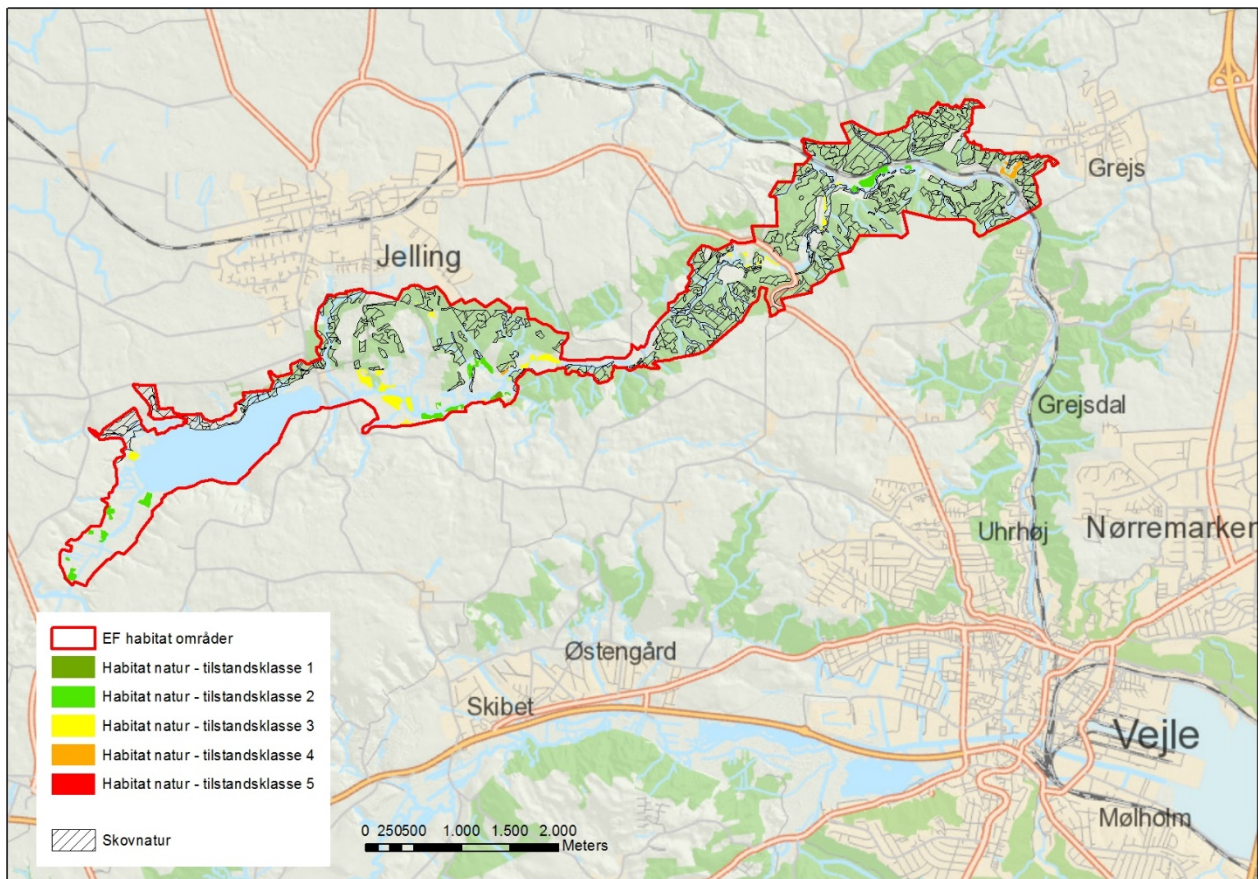 Grejs
Jelling
Grejsdal
Uhrhøj
Nørremarker
Østengård
Skibet
Vejle
Mølholm
EF habitat områder
Habitat natur - tilstandsklasse 1
Habitat natur - tilstandsklasse 2
Habitat natur - tilstandsklasse 3
Habitat natur - tilstandsklasse 4
Habitat natur - tilstandsklasse 5
Skovnatur
0 250500 1.000 1.500 2.000
Meters